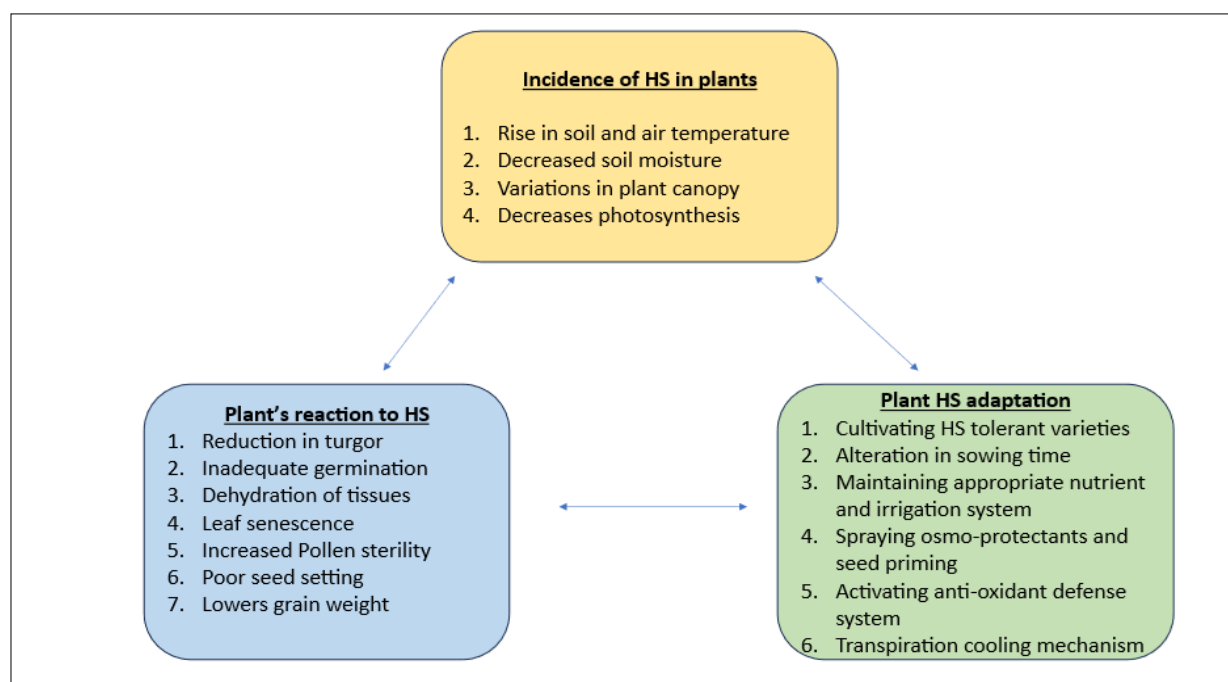 Incidence of HS in plants
1. Rise in soil and air temperature
2. Decreased soil moisture
3. Variations in plant canopy
4. Decreases photosynthesis
Plant’s reaction to HS
1. Reduction in turgor
2. Inadequate germination
3. Dehydration of tissues
4. Leaf senescence
5. Increased Pollen sterility
6. Poor seed setting
7. Lowers grain weight
Plant HS adaptation
1. Cultivating HS tolerant varieties
2. Alteration in sowing time
3. Maintaining appropriate nutrient
and irrigation system
4. Spraying osmo-protectants and
seed priming
5. Activating anti-oxidant defense
system
6. Transpiration cooling mechanism